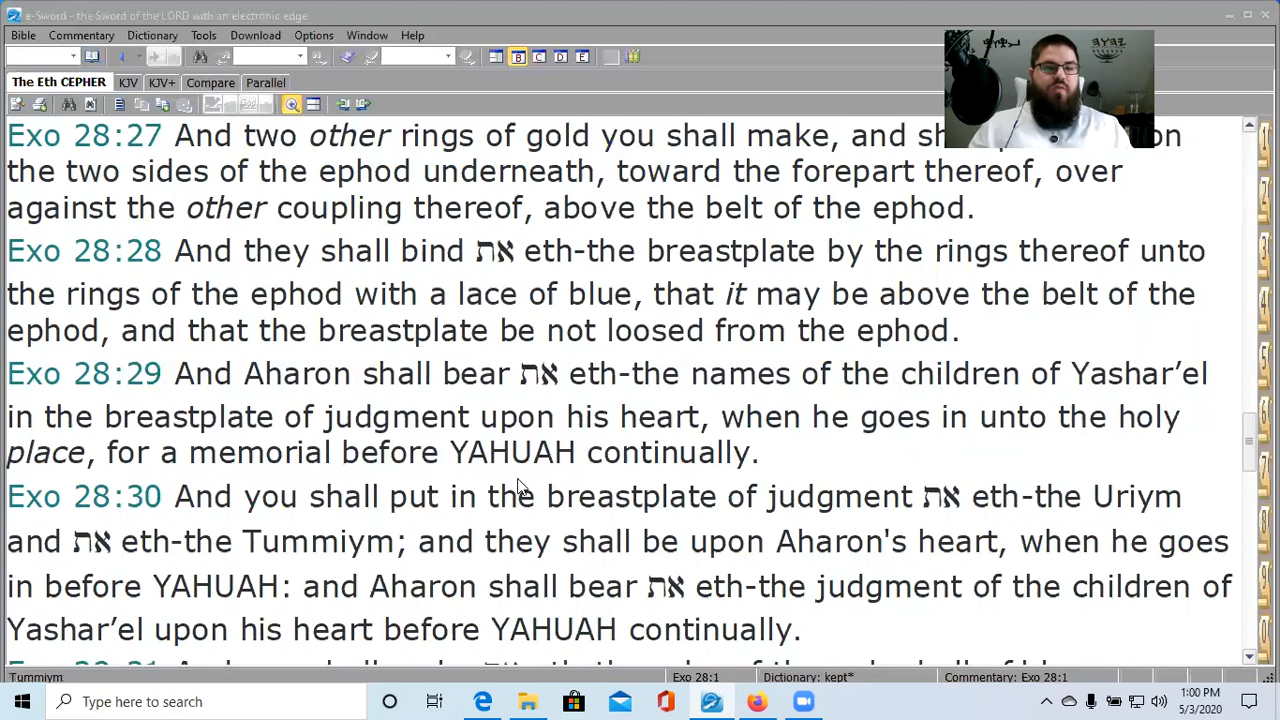 e-Sword - the Sword of the LORD with an electronic edge
Bible Commentary Dictionary Tools Download Options Window Help
B C D E
The Eth CEPHER KJV KJV+ Compare Parallel
Exo 28:27 And two other rings of gold you shall make, and on
the two sides of the ephod underneath, toward the forepart thereof, over
against the other coupling thereof, above the belt of the ephod.
Exo 28:28 And they shall bind את eth-the breastplate by the rings thereof unto
the rings of the ephod with a lace of blue, that it may be above the belt of the
ephod, and that the breastplate be not loosed from the ephod.
Exo 28:29 And Aharon shall bear את eth-the names of the children of Yashar’el
in the breastplate of judgment upon his heart, when he goes in unto the holy
place, for a memorial before YAHUAH continually.
Exo 28:30 And you shall put in the breastplate of judgment את eth-the Uriym
and את eth-the Tummiym; and they shall be upon Aharon's heart, when he goes
in before YAHUAH: and Aharon shall bear את eth-the judgment of the children of
Yashar’el upon his heart before YAHUAH continually.
Tummiym Exo 28:1 Dictionary: kept* Commentary: Exo 28:1
Type here to search
1:00 PM
5/3/2020